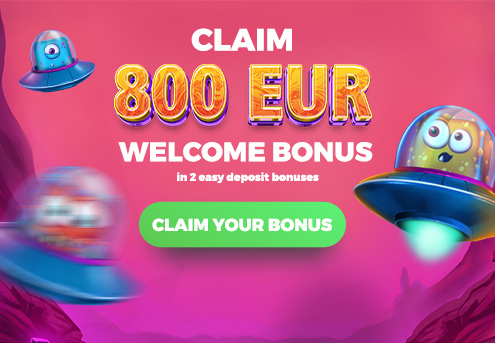 CLAIM
800 EUR
WELCOME BONUS
in 2 easy deposit bonuses
CLAIM YOUR BONUS